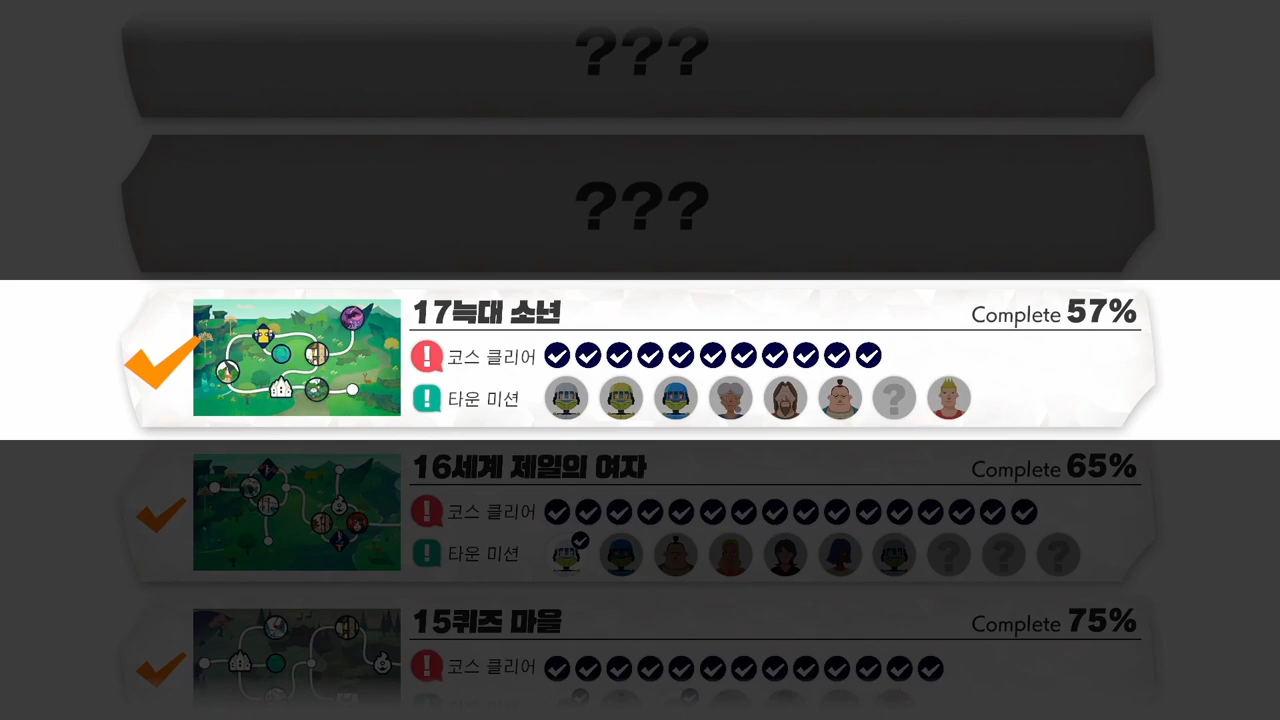 ???
???
17늑대 소년
Complete 57%
! 코스 클리어
! 타운 미션
?
16세계 제일의 여자
Complete 65%
! 코스 클리어
! 타운 미션
? ? ?
15퀴즈 마을
Complete 75%
! 코스 클리어